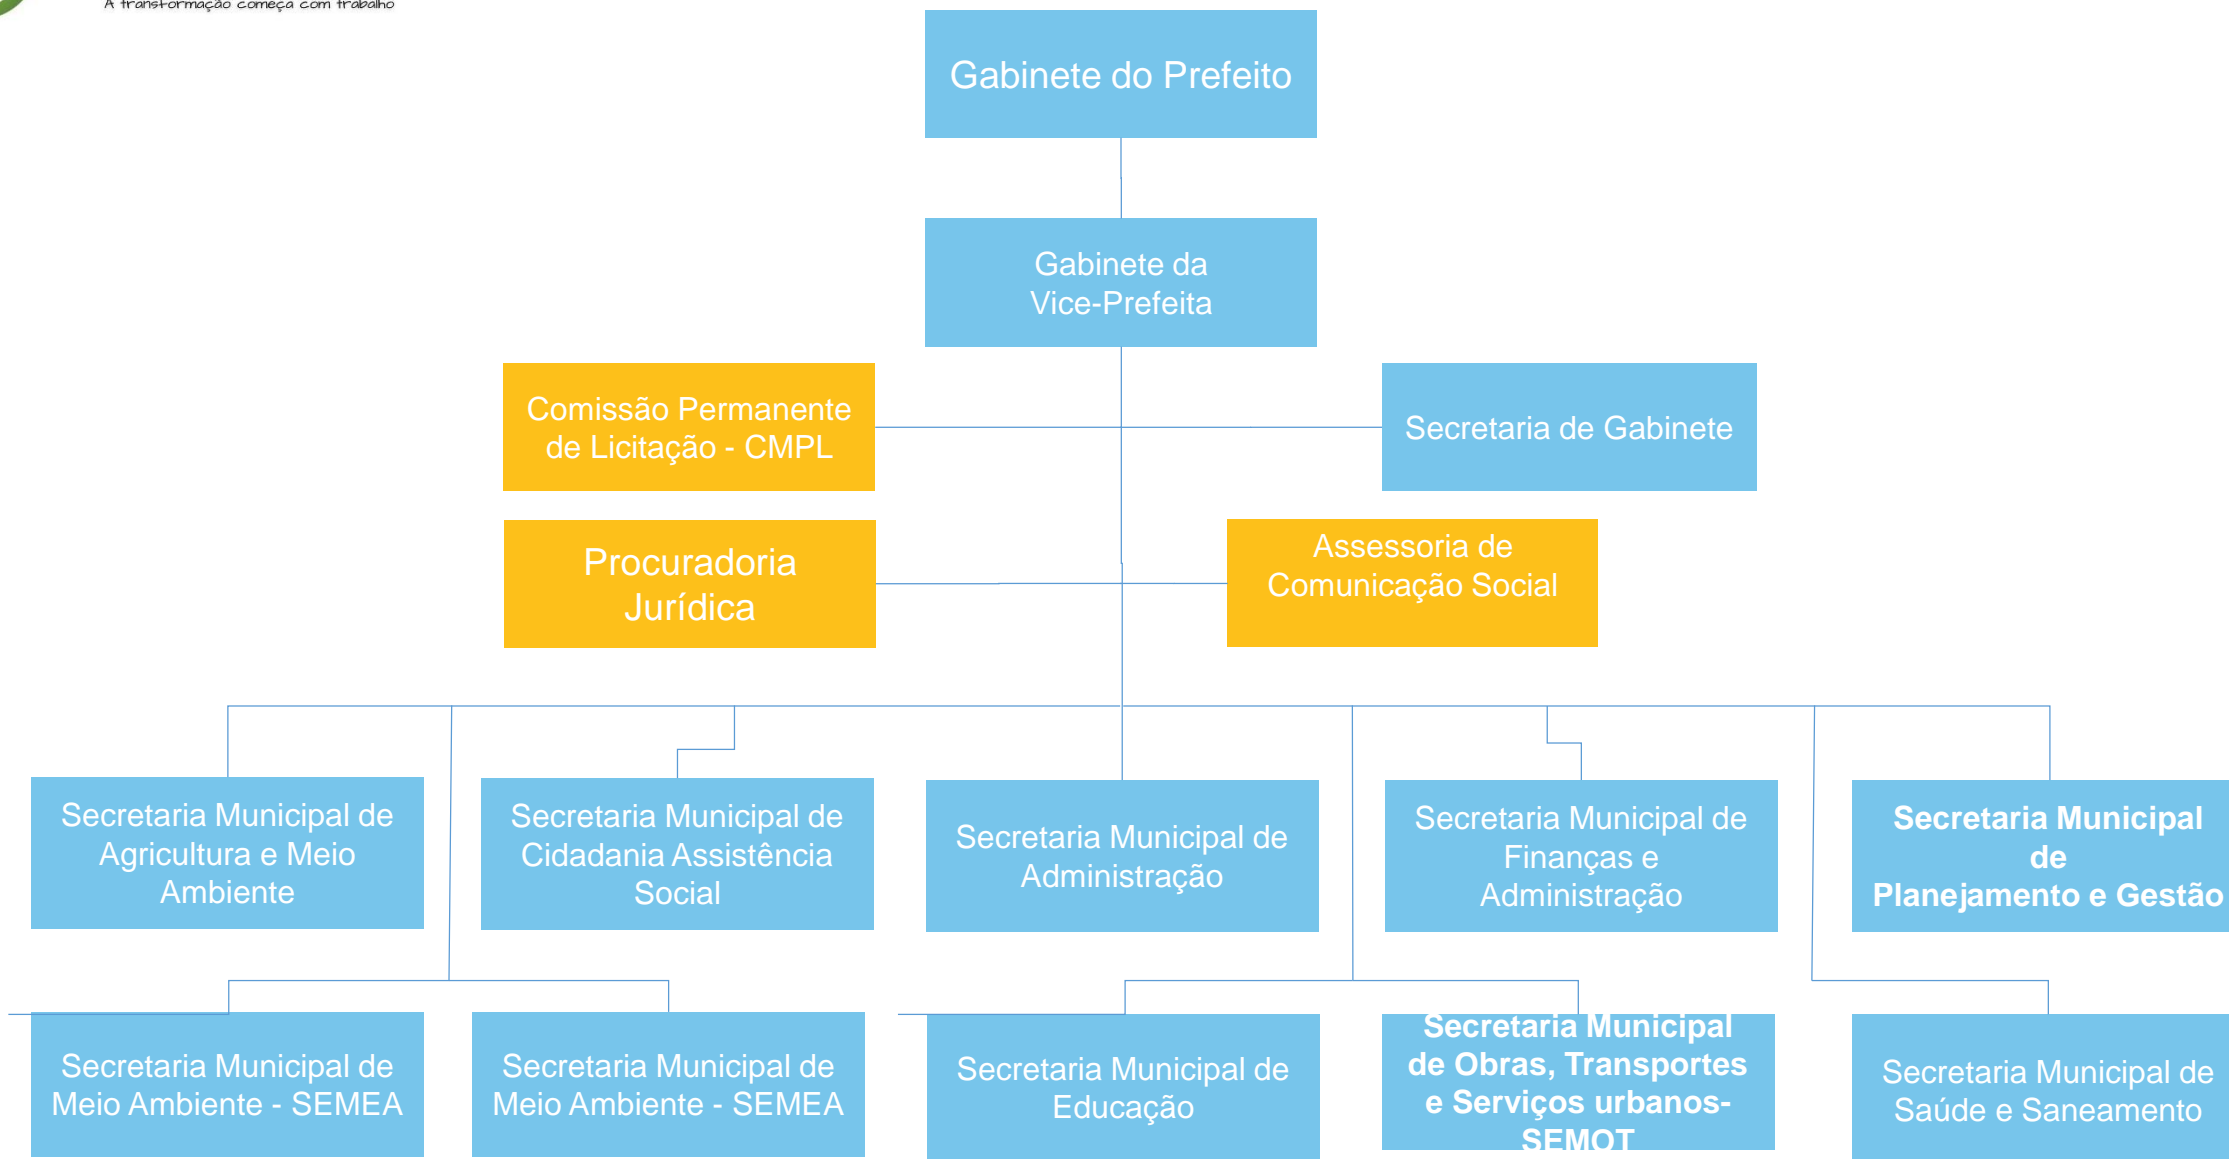 A transformação começa com trabalho
Gabinete do Prefeito
Gabinete da
Vice-Prefeita
Comissão Permanente
de Licitação - CMPL
Secretaria de Gabinete
Procuradoria
Jurídica
Assessoria de
Comunicação Social
Secretaria Municipal de
Agricultura e Meio
Ambiente
Secretaria Municipal de
Cidadania Assistência
Social
Secretaria Municipal de
Administração
Secretaria Municipal de
Finanças e
Administração
Secretaria Municipal
de
Planejamento e Gestão
Secretaria Municipal de
Meio Ambiente - SEMEA
Secretaria Municipal de
Meio Ambiente - SEMEA
Secretaria Municipal de
Educação
Secretaria Municipal
de Obras, Transportes
e Serviços urbanos-
SEMOT
Secretaria Municipal de
Saúde e Saneamento